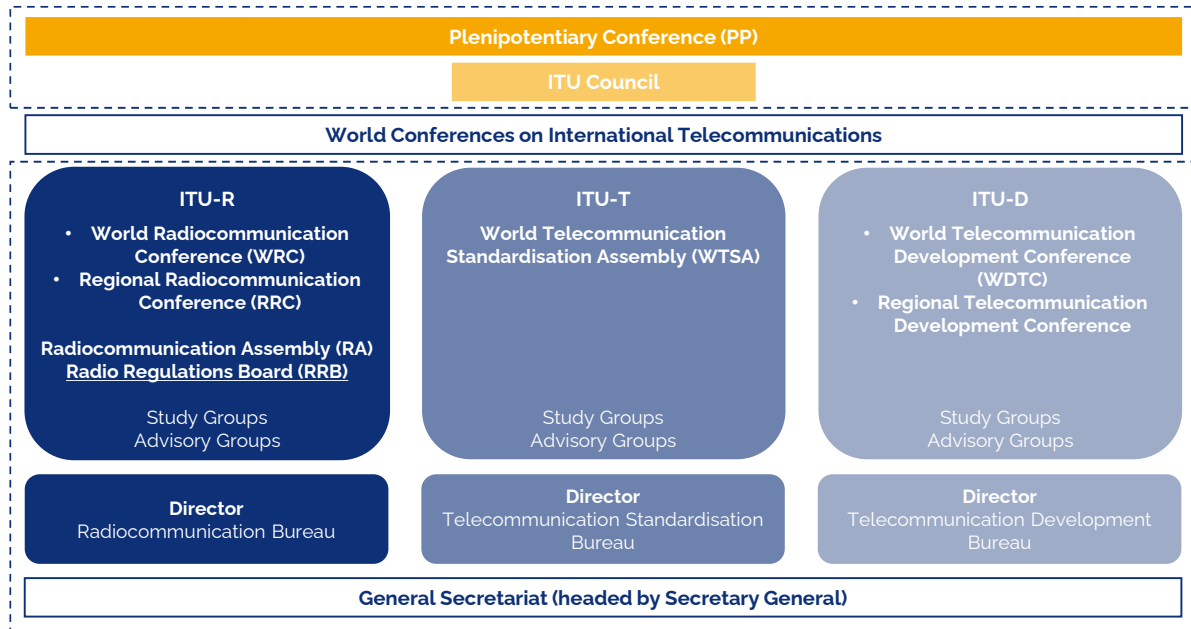 Plenipotentiary Conference (PP)
ITU Council
World Conferences on International Telecommunications
ITU-R
• World Radiocommunication
Conference (WRC)
• Regional Radiocommunication
Conference (RRC)
Radiocommunication Assembly (RA)
Radio Regulations Board (RRB)
Study Groups
Advisory Groups
ITU-T
World Telecommunication
Standardisation Assembly (WTSA)
Study Groups
Advisory Groups
ITU-D
• World Telecommunication
Development Conference
(WDTC)
• Regional Telecommunication
Development Conference
Study Groups
Advisory Groups
Director
Radiocommunication Bureau
Director
Telecommunication Standardisation
Bureau
Director
Telecommunication Development
Bureau
General Secretariat (headed by Secretary General)